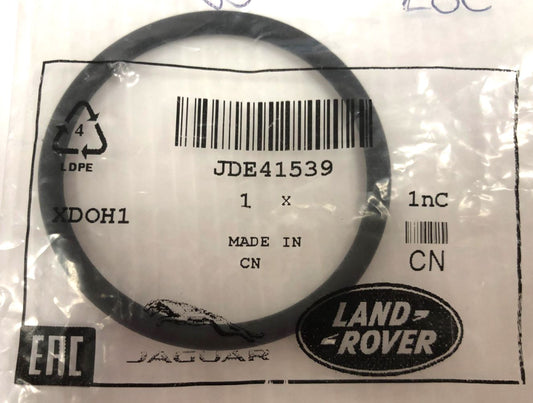 4
LDPE
JDE41539
1 x
XDOH1
1nC
MADE IN
CN
CN
LAND-
-ROVER
JAGUAR
EAC